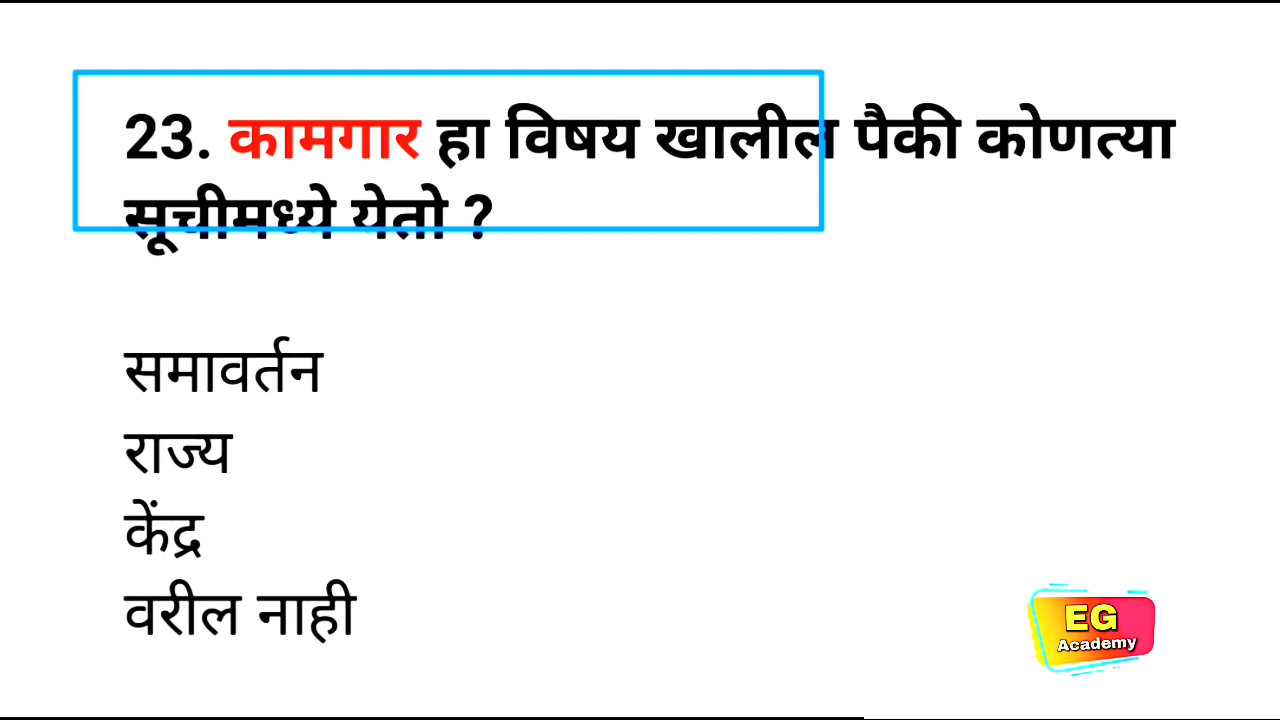 23. कामगार हा विषय खालील पैकी कोणत्या
सूचीमध्ये येतो ?
समावर्तन
राज्य
केंद्र
वरील नाही
EG
Academy